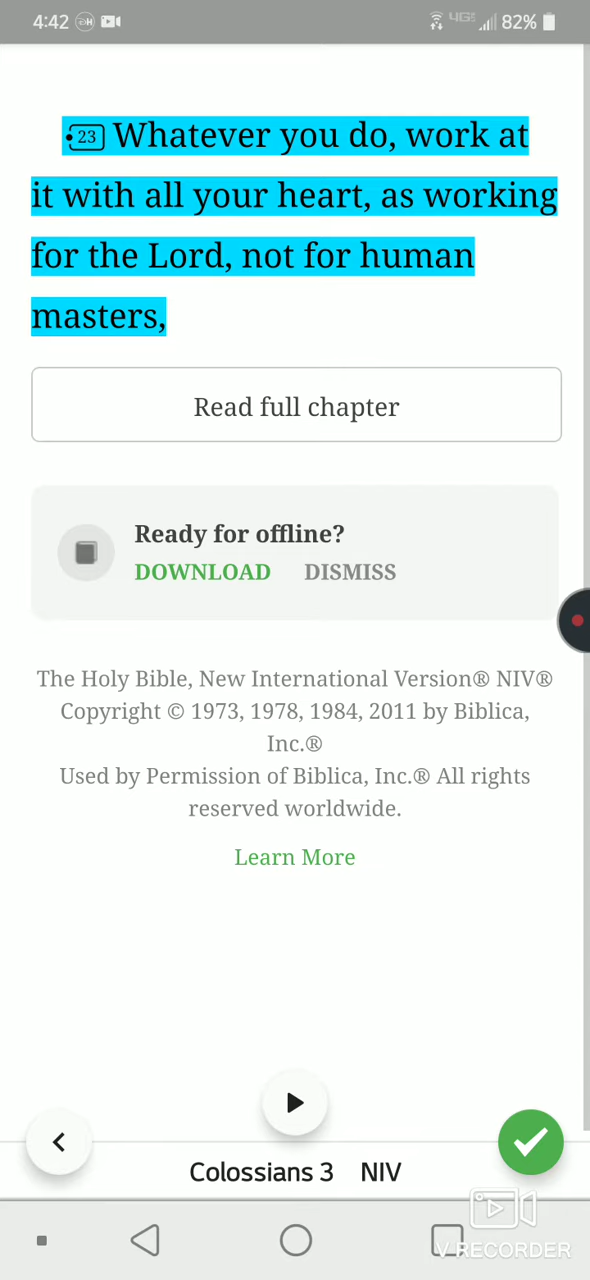 4:42
4G
82%
23 Whatever you do, work at
it with all your heart, as working
for the Lord, not for human
masters,
Read full chapter
Ready for offline?
DOWNLOAD DISMISS
The Holy Bible, New International Version® NIV®
Copyright © 1973, 1978, 1984, 2011 by Biblica,
Inc.®
Used by Permission of Biblica, Inc.® All rights
reserved worldwide.
Learn More
Colossians 3 NIV
V RECORDER